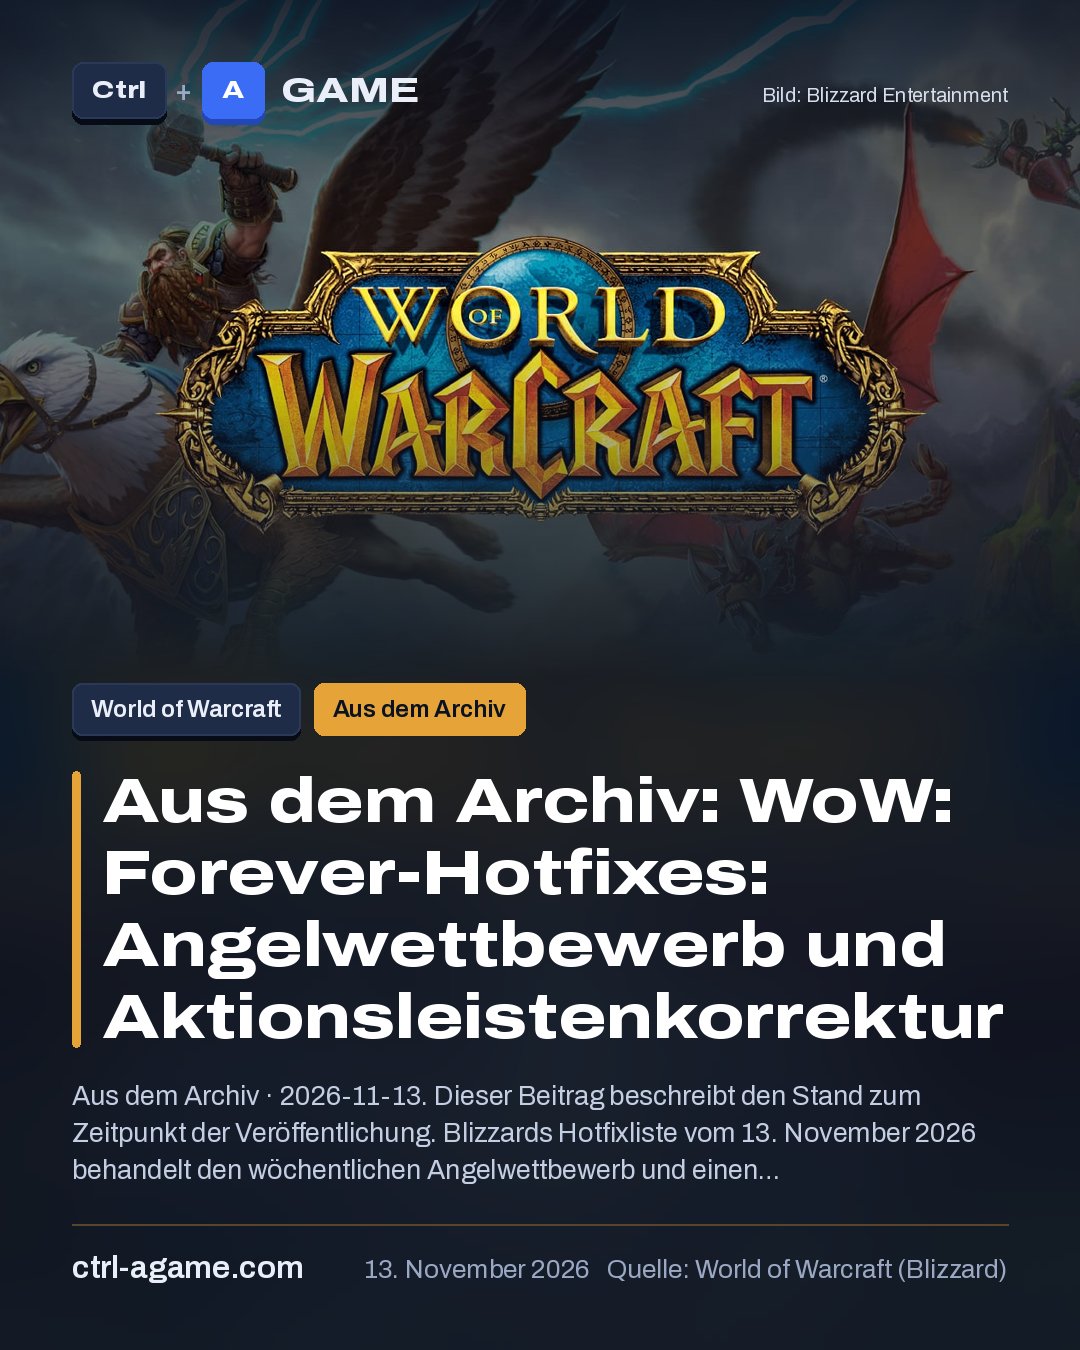 Ctrl + A GAME
Bild: Blizzard Entertainment
WORLD
OF
WARCRAFT®
World of Warcraft
Aus dem Archiv
Aus dem Archiv: WoW:
Forever-Hotfixes:
Angelwettbewerb und
Aktionsleistenkorrektur
Aus dem Archiv · 2026-11-13. Dieser Beitrag beschreibt den Stand zum
Zeitpunkt der Veröffentlichung. Blizzards Hotfixliste vom 13. November 2026
behandelt den wöchentlichen Angelwettbewerb und einen...
ctrl-agame.com
13. November 2026 Quelle: World of Warcraft (Blizzard)